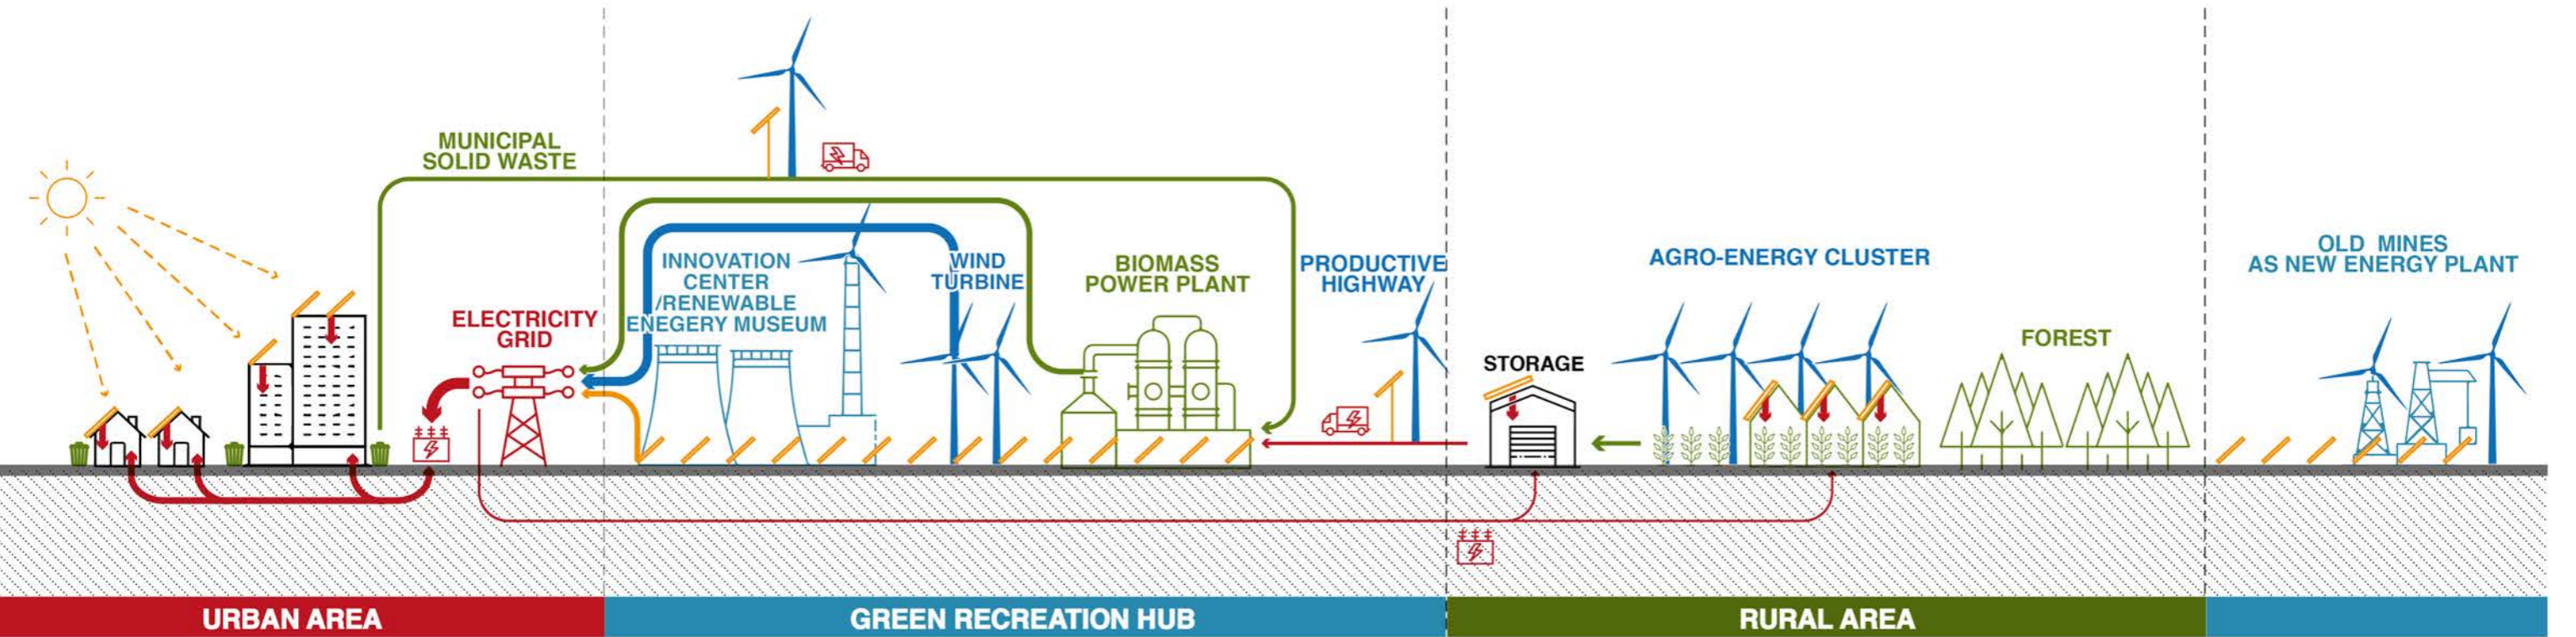 MUNICIPAL
SOLID WASTE
ELECTRICITY
GRID
INNOVATION
CENTER
/RENEWABLE
ENEGERY MUSEUM
WIND
TURBINE
BIOMASS
POWER PLANT
PRODUCTIVE
HIGHWAY
STORAGE
AGRO-ENERGY CLUSTER
FOREST
OLD MINES
AS NEW ENERGY PLANT
URBAN AREA
GREEN RECREATION HUB
RURAL AREA